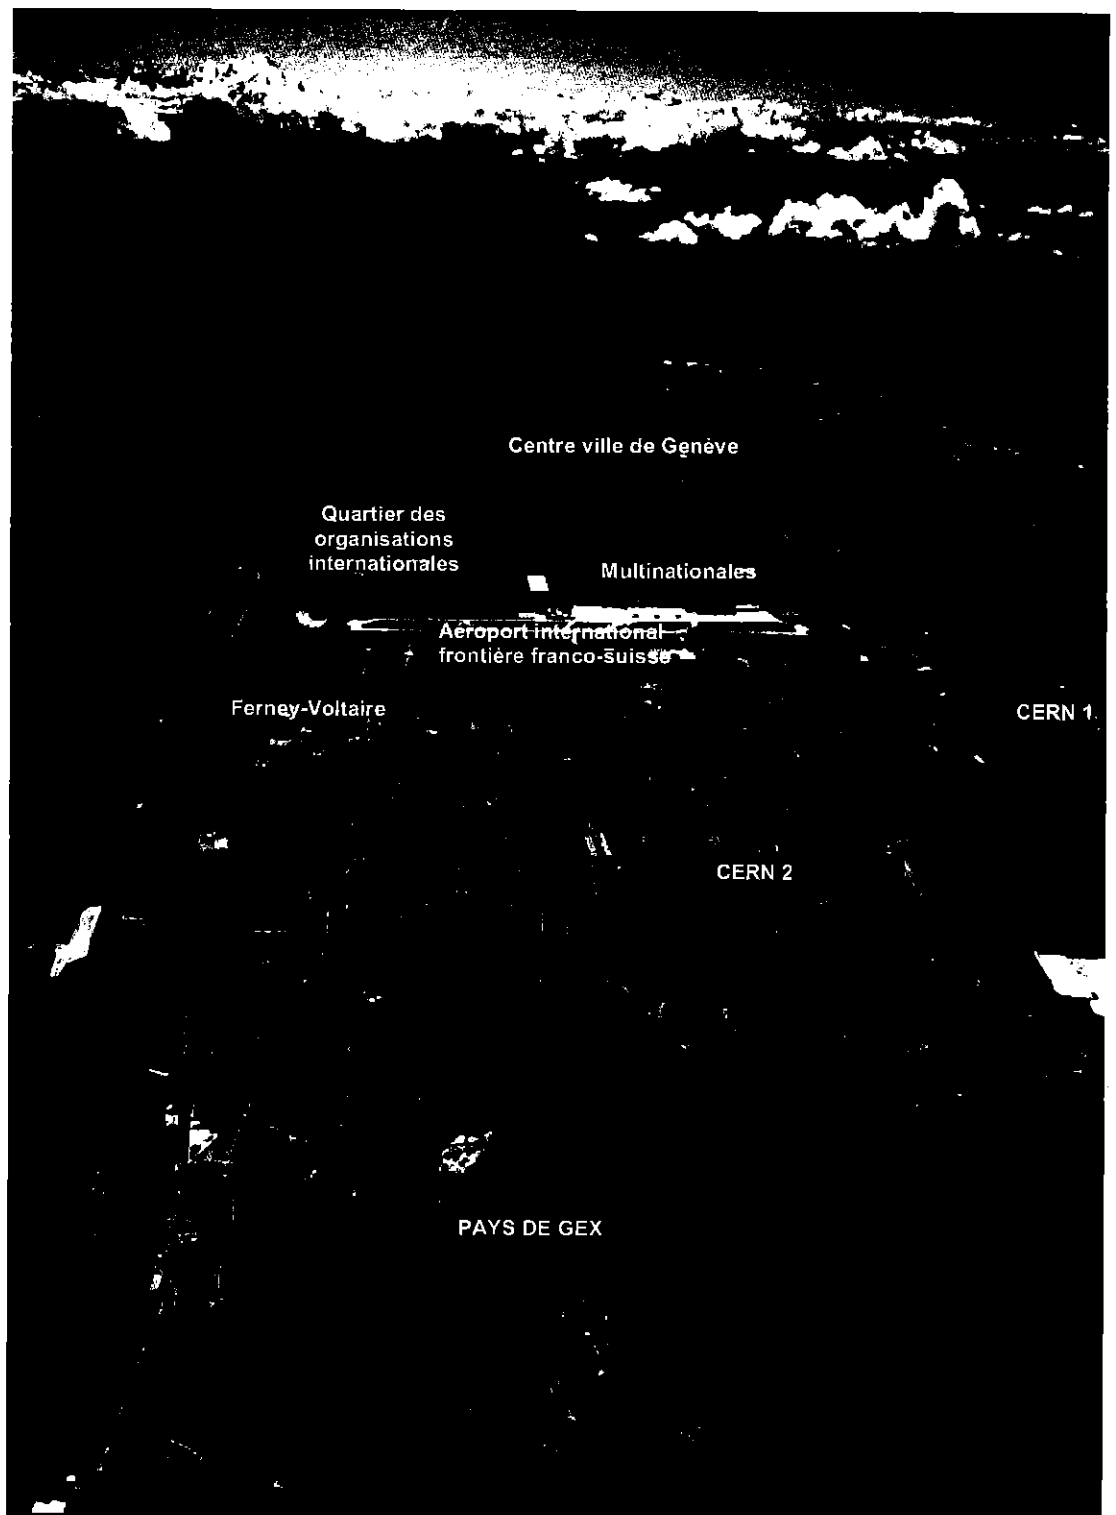 Centre ville de Genève
Quartier des
organisations
internationales
Multinationales
Aéroport international
frontière franco-suisse
Ferney-Voltaire
CERN 1
CERN 2
PAYS DE GEX